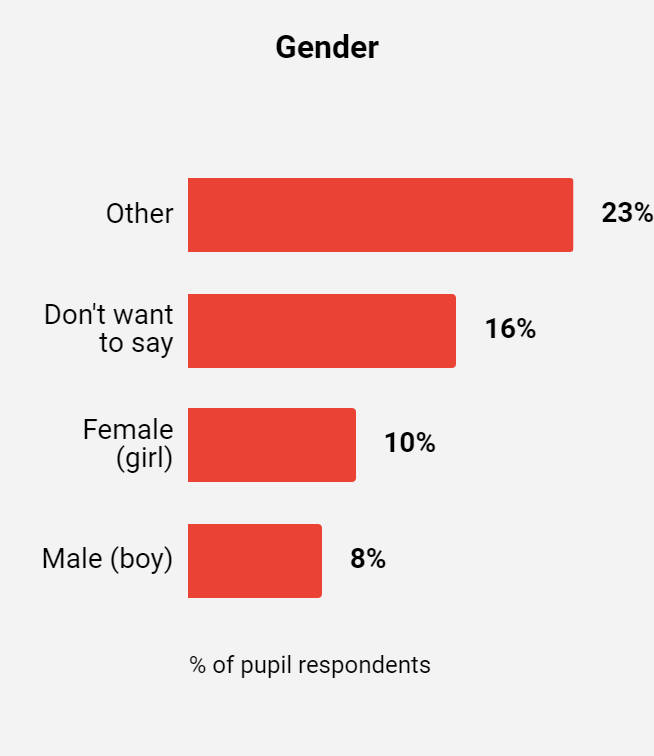 Gender
Other
23%
Don't want
to say
16%
Female
(girl)
10%
Male (boy)
8%
% of pupil respondents